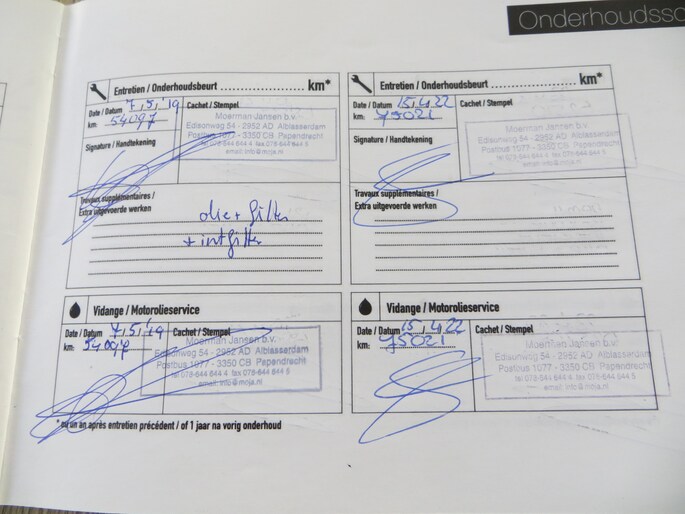 Onderhoudssc
Entretien / Onderhoudsbeurt ........................ km*
Date / Datum 7,5,'19
km: 54097
Cachet / Stempel
Moerman Jansen b.v.
Edisonweg 54 - 2952 AD Alblasserdam
Postbus 1077 - 3350 CB Papendrecht
tel 078-644 644 4 fax 078-644 644 5
email: info@moja.nl
Signature / Handtekening
Travaux supplémentaires /
Extra uitgevoerde werken
olie + filter
+ intfilter
Entretien / Onderhoudsbeurt ........................ km*
Date / Datum 15,4,22
km: 95021
Cachet / Stempel
Moerman Jansen b.v.
Edisonweg 54 - 2952 AD Alblasserdam
Postbus 1077 - 3350 CB Papendrecht
tel 078-644 644 4 fax 078-644 644 5
email: info@moja.nl
Signature / Handtekening
Travaux supplémentaires /
Extra uitgevoerde werken
Vidange / Motorolieservice
Date / Datum 7,5,'19
km: 54097
Cachet / Stempel
Moerman Jansen b.v.
Edisonweg 54 - 2952 AD Alblasserdam
Postbus 1077 - 3350 CB Papendrecht
tel 078-644 644 4 fax 078-644 644 5
email: info@moja.nl
Vidange / Motorolieservice
Date / Datum 15,4,22
km: 95021
Cachet / Stempel
Moerman Jansen b.v.
Edisonweg 54 - 2952 AD Alblasserdam
Postbus 1077 - 3350 CB Papendrecht
tel 078-644 644 4 fax 078-644 644 5
email: info@moja.nl
* ou un an après entretien précédent / of 1 jaar na vorig onderhoud